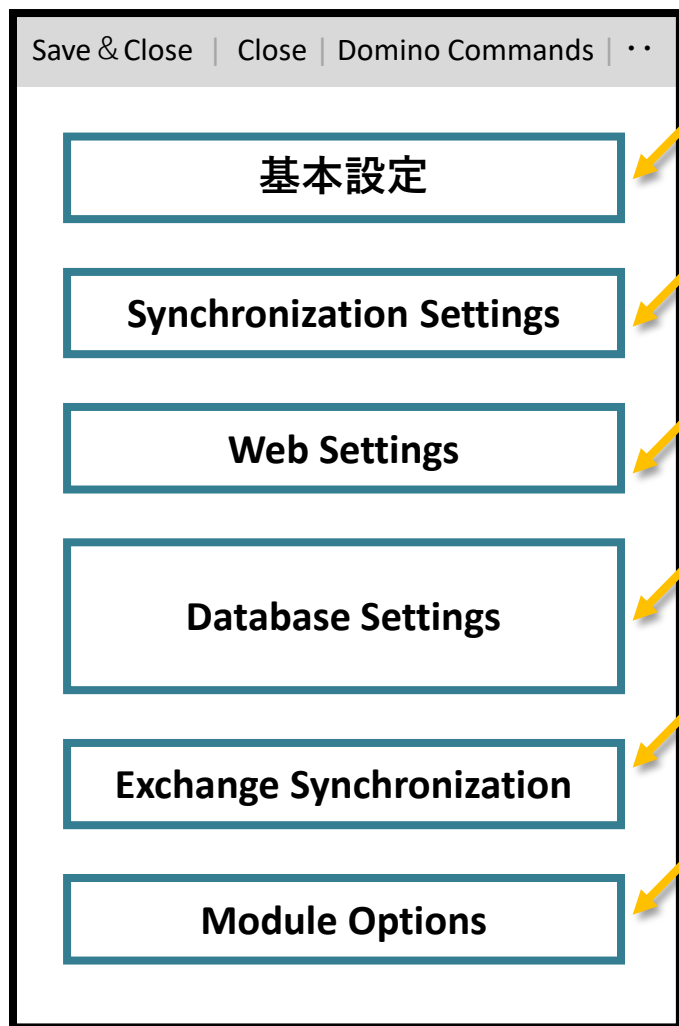 Save＆Close | Close | Domino Commands | ・・
基本設定
Synchronization Settings
Web Settings
Database Settings
Exchange Synchronization
Module Options